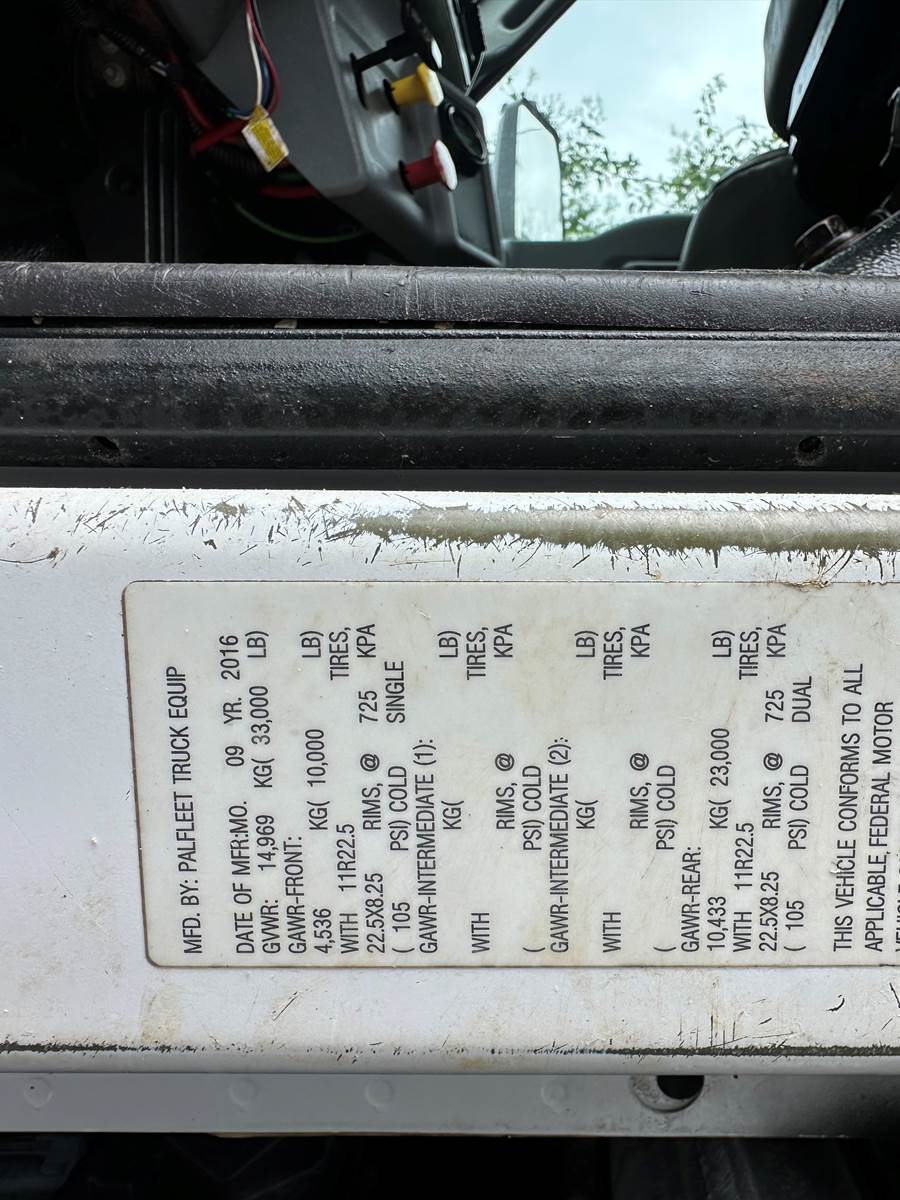 MFD. BY: PALFLEET TRUCK EQUIP
DATE OF MFR:MO. 09 YR. 2016
GVWR: 14,969 KG( 33,000 LB)
GAWR-FRONT:
4,536 KG( 10,000 LB)
WITH 11R22.5 TIRES,
22.5X8.25 RIMS, @ 725 KPA
( 105 PSI) COLD SINGLE
GAWR-INTERMEDIATE (1):
KG( LB)
WITH TIRES,
RIMS, @ KPA
( PSI) COLD
GAWR-INTERMEDIATE (2):
KG( LB)
WITH TIRES,
RIMS, @ KPA
( PSI) COLD
GAWR-REAR:
10,433 KG( 23,000 LB)
WITH 11R22.5 TIRES,
22.5X8.25 RIMS, @ 725 KPA
( 105 PSI) COLD DUAL
THIS VEHICLE CONFORMS TO ALL
APPLICABLE, FEDERAL MOTOR